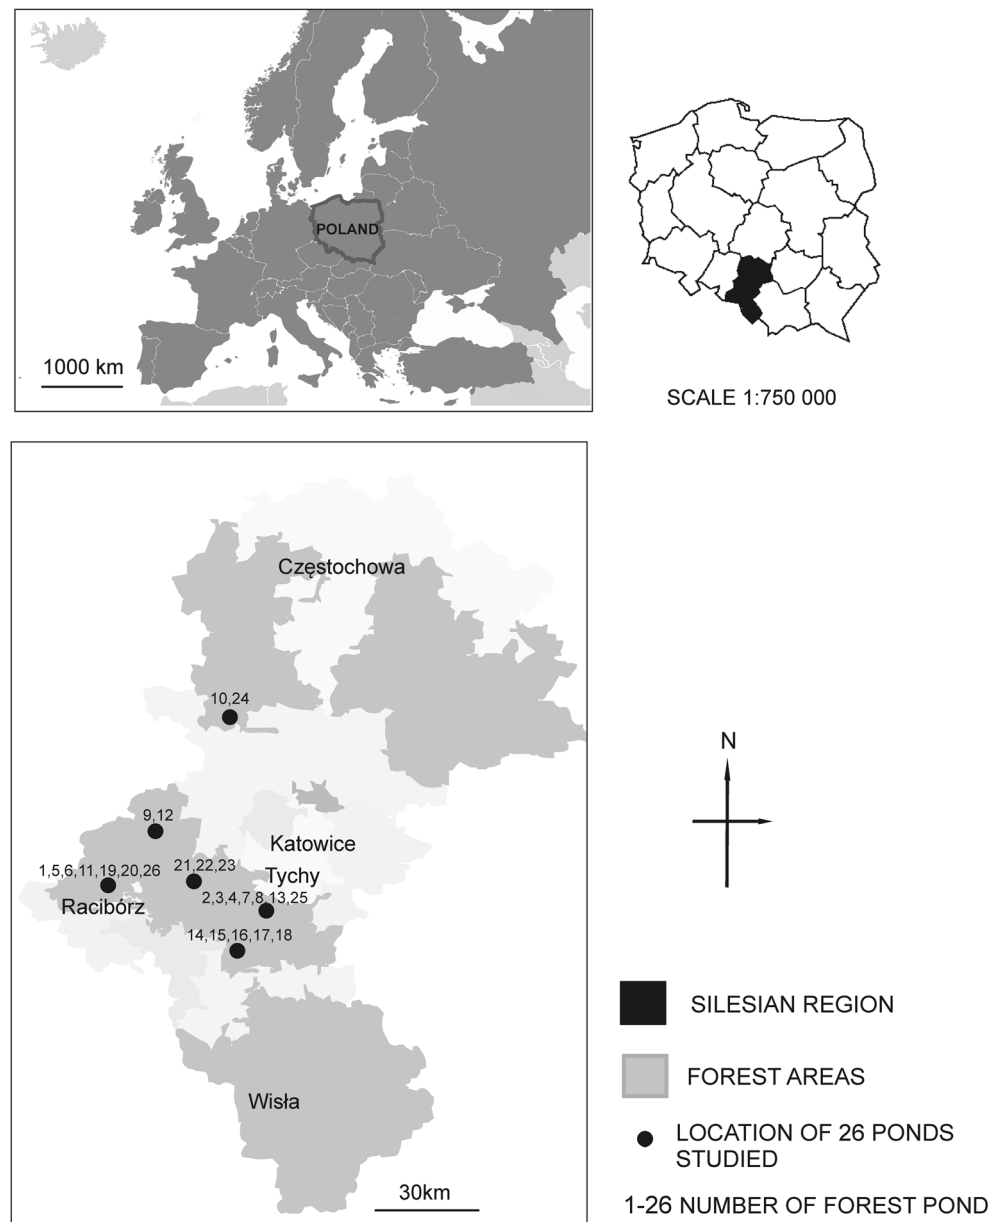 POLAND
1000 km
SCALE 1:750 000
Częstochowa
10,24
9,12
Katowice
1,5,6,11,19,20,26
21,22,23
Tychy
2,3,4,7,8,13,25
Racibórz
14,15,16,17,18
Wisła
30km
N
SILESIAN REGION
FOREST AREAS
LOCATION OF 26 PONDS
STUDIED
1-26 NUMBER OF FOREST POND